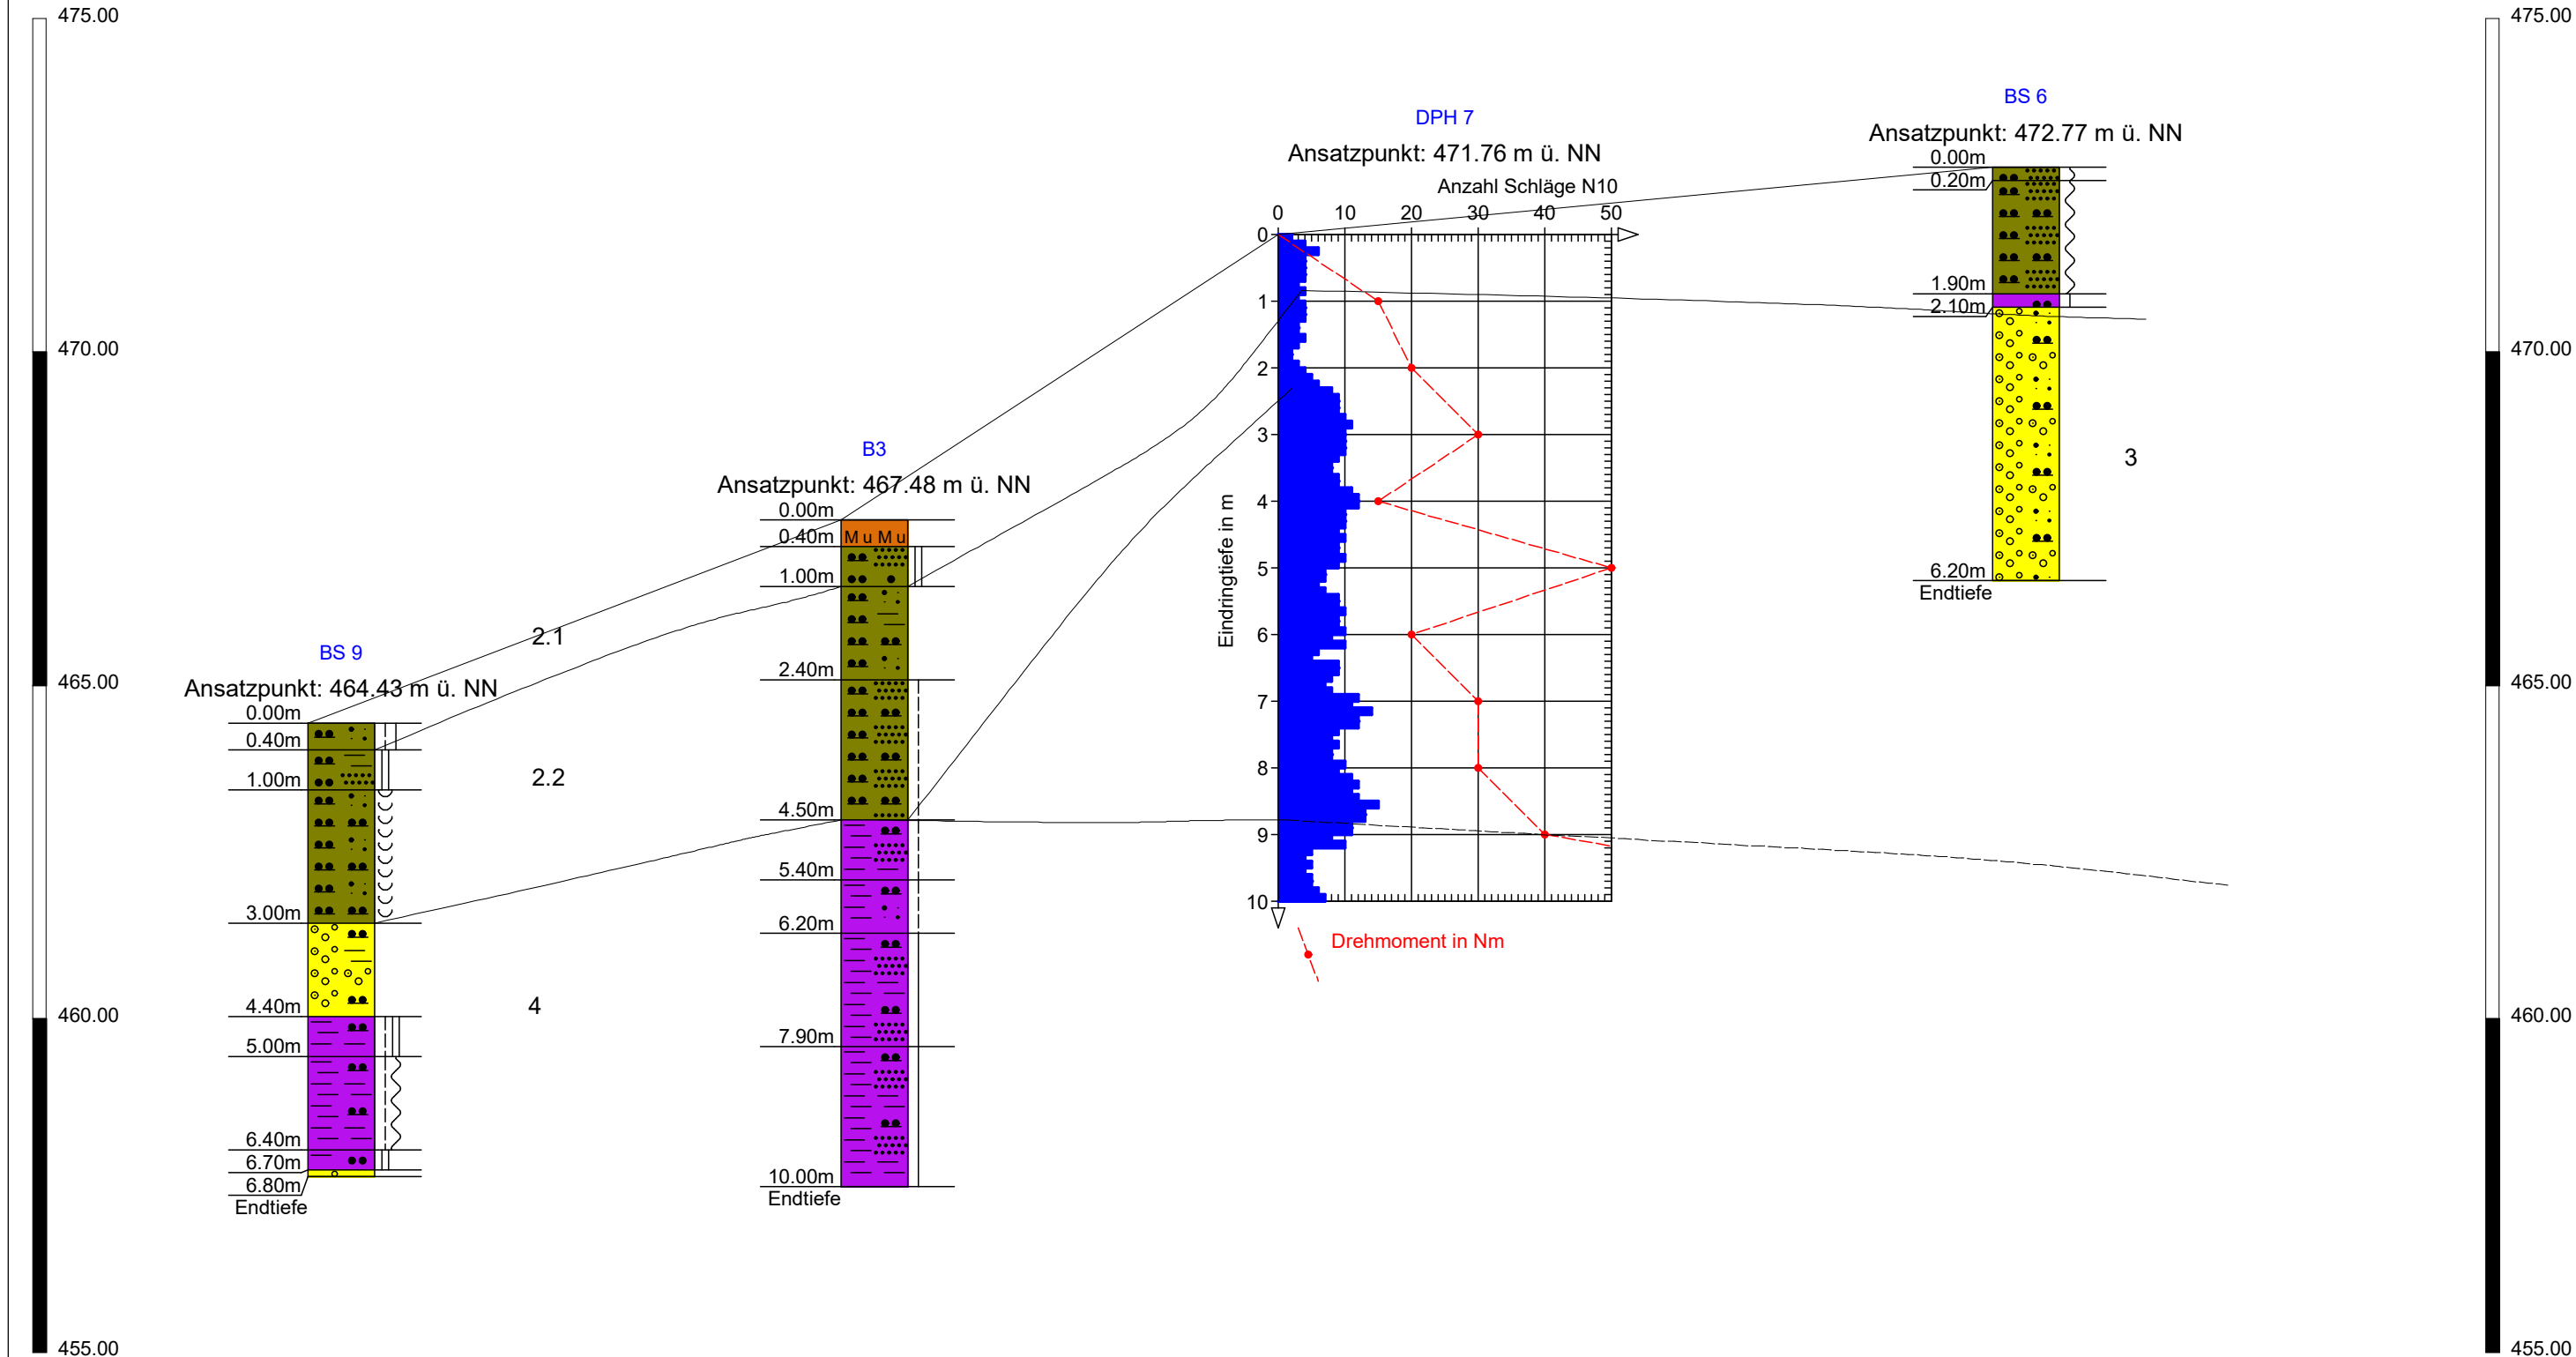 475.00
470.00
465.00
460.00
455.00
BS 9
Ansatzpunkt: 464.43 m ü. NN
0.00m
0.40m
1.00m
3.00m
4.40m
5.00m
6.40m
6.70m
6.80m
Endtiefe
2.1
2.2
4
B3
Ansatzpunkt: 467.48 m ü. NN
0.00m
0.40m
Mu Mu
1.00m
2.40m
4.50m
5.40m
6.20m
7.90m
10.00m
Endtiefe
DPH 7
Ansatzpunkt: 471.76 m ü. NN
Anzahl Schläge N10
0 10 20 30 40 50
0
1
2
3
4
5
6
7
8
9
10
Eindringtiefe in m
Drehmoment in Nm
BS 6
Ansatzpunkt: 472.77 m ü. NN
0.00m
0.20m
1.90m
2.10m
6.20m
Endtiefe
3
475.00
470.00
465.00
460.00
455.00